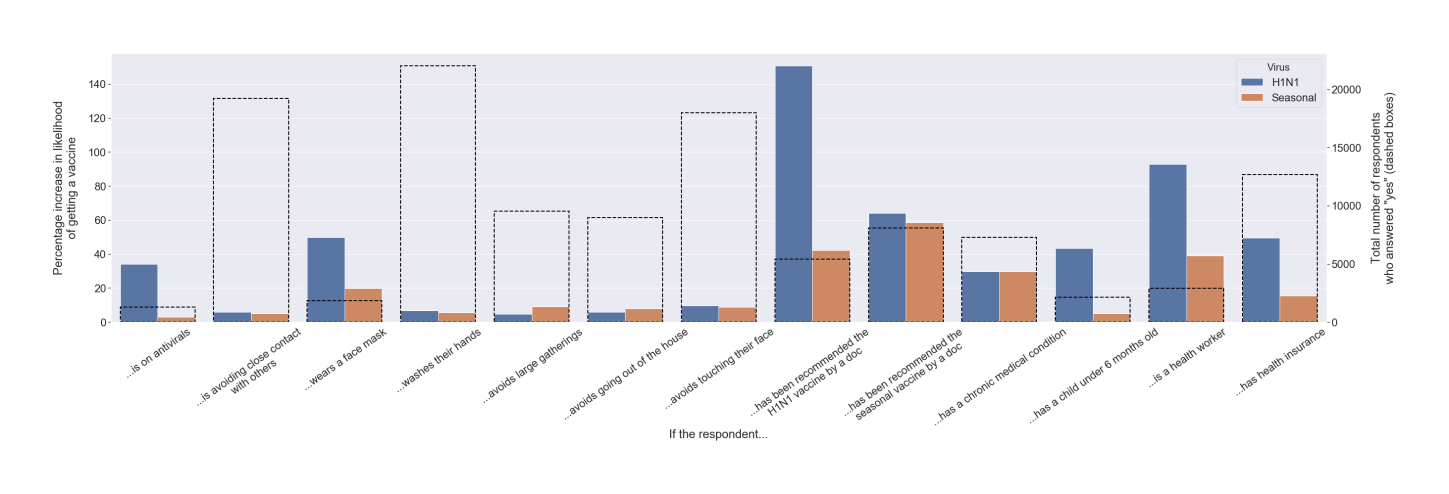 Percentage increase in likelihood
of getting a vaccine
140
120
100
80
60
40
20
0
Virus
H1N1
Seasonal
20000
15000
10000
5000
0
Total number of respondents
who answered "yes" (dashed boxes)
...is on antivirals
...is avoiding close contact
with others
...wears a face mask
...washes their hands
...avoids large gatherings
...avoids going out of the house
...avoids touching their face
...has been recommended the
H1N1 vaccine by a doc
...has been recommended the
seasonal vaccine by a doc
...has a chronic medical condition
...has a child under 6 months old
...is a health worker
...has health insurance
If the respondent...